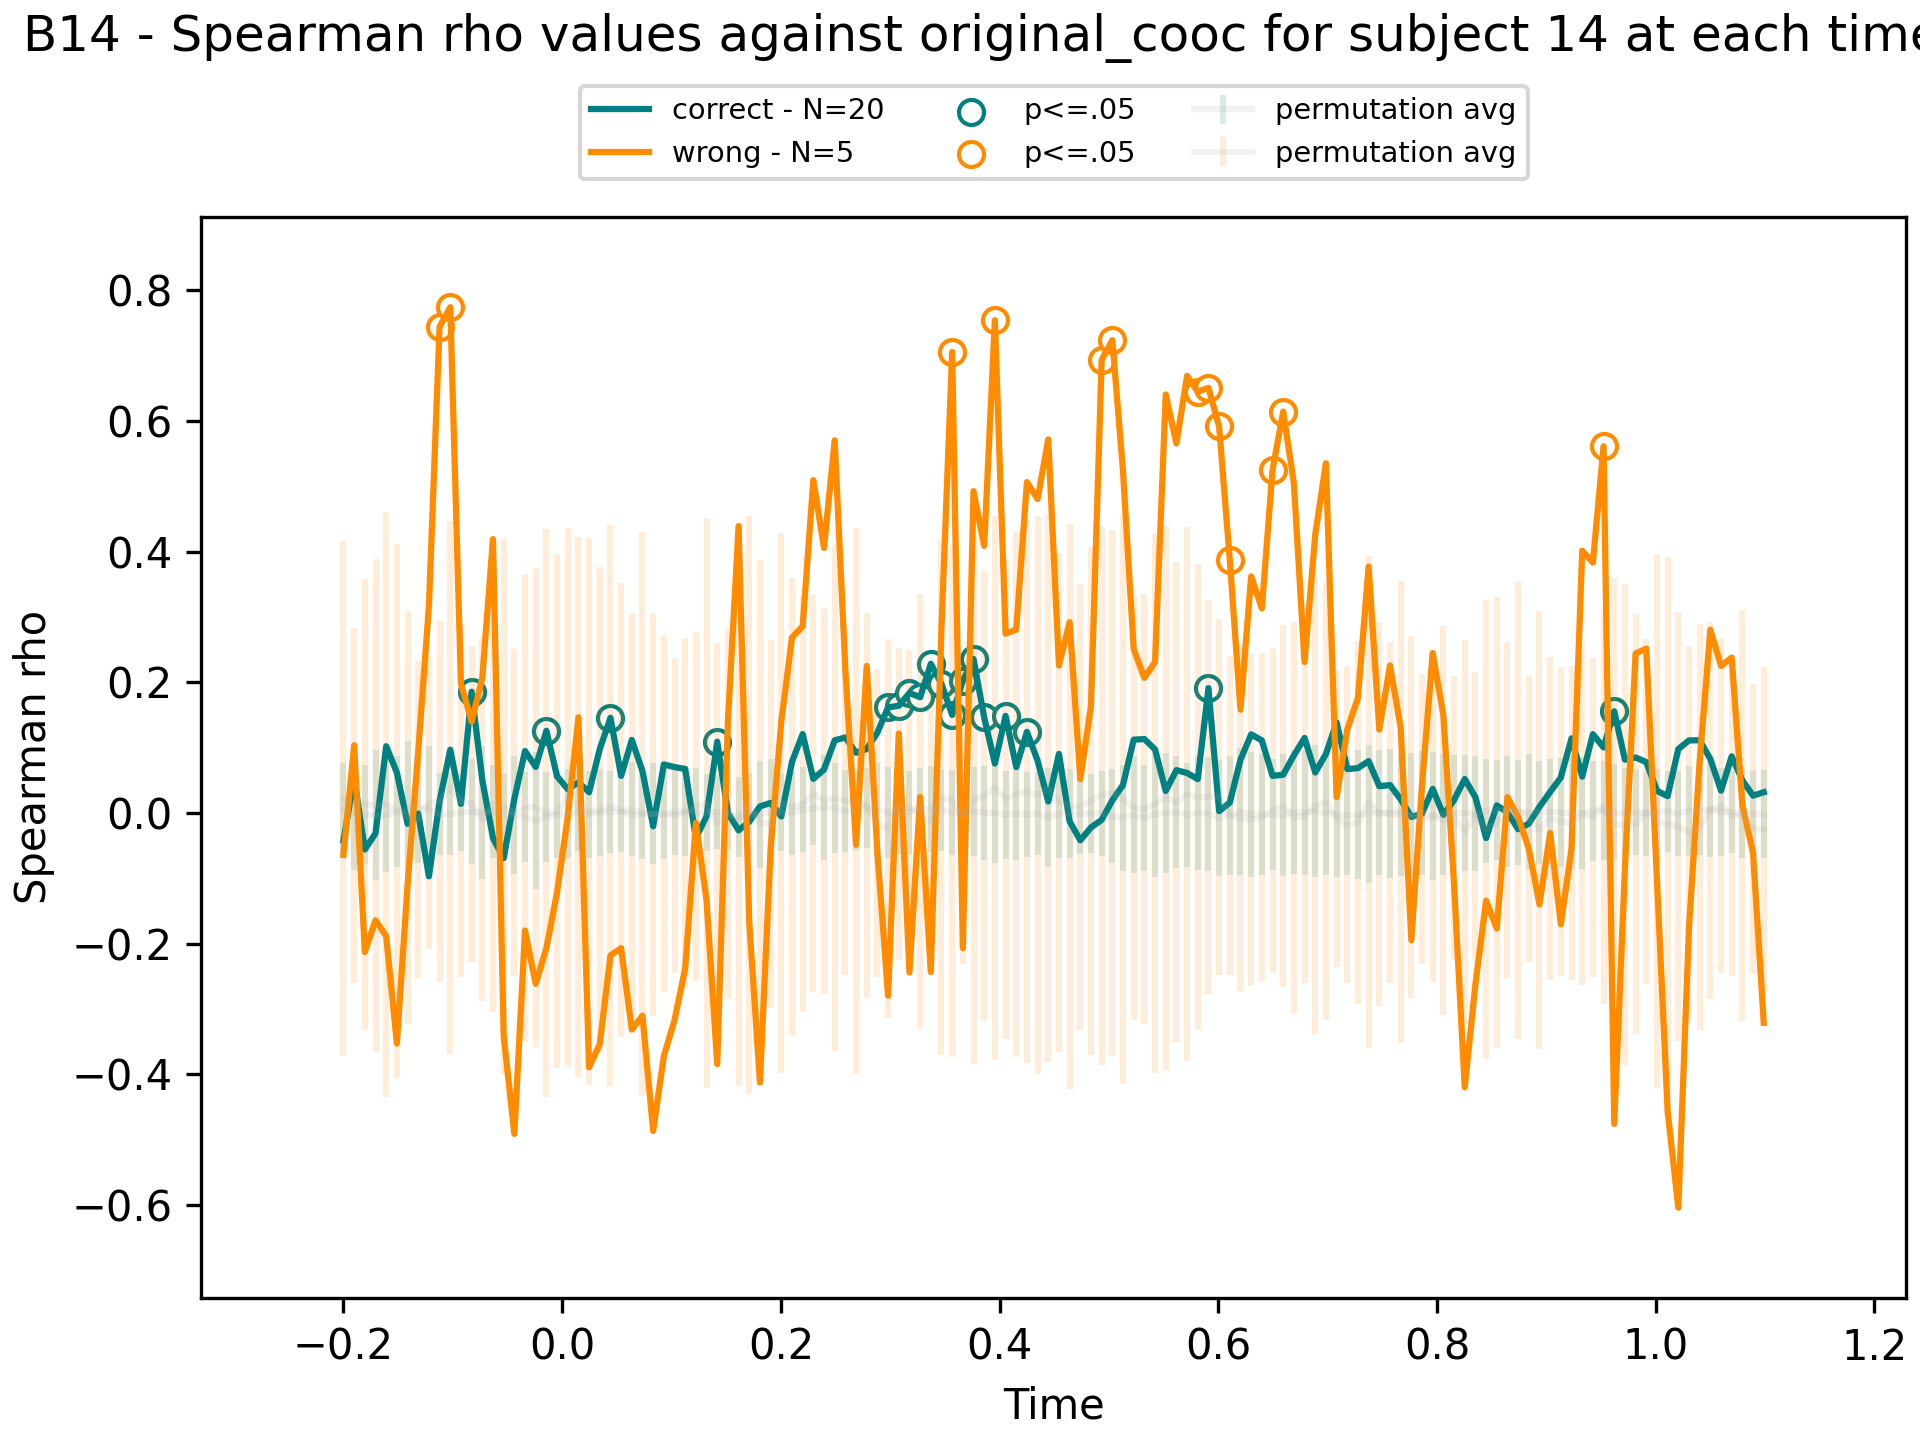 B14 - Spearman rho values against original_cooc for subject 14 at each time
correct - N=20 p<=.05 permutation avg
wrong - N=5 p<=.05 permutation avg
0.8
0.6
0.4
0.2
0.0
−0.2
−0.4
−0.6
Spearman rho
−0.2 0.0 0.2 0.4 0.6 0.8 1.0 1.2
Time